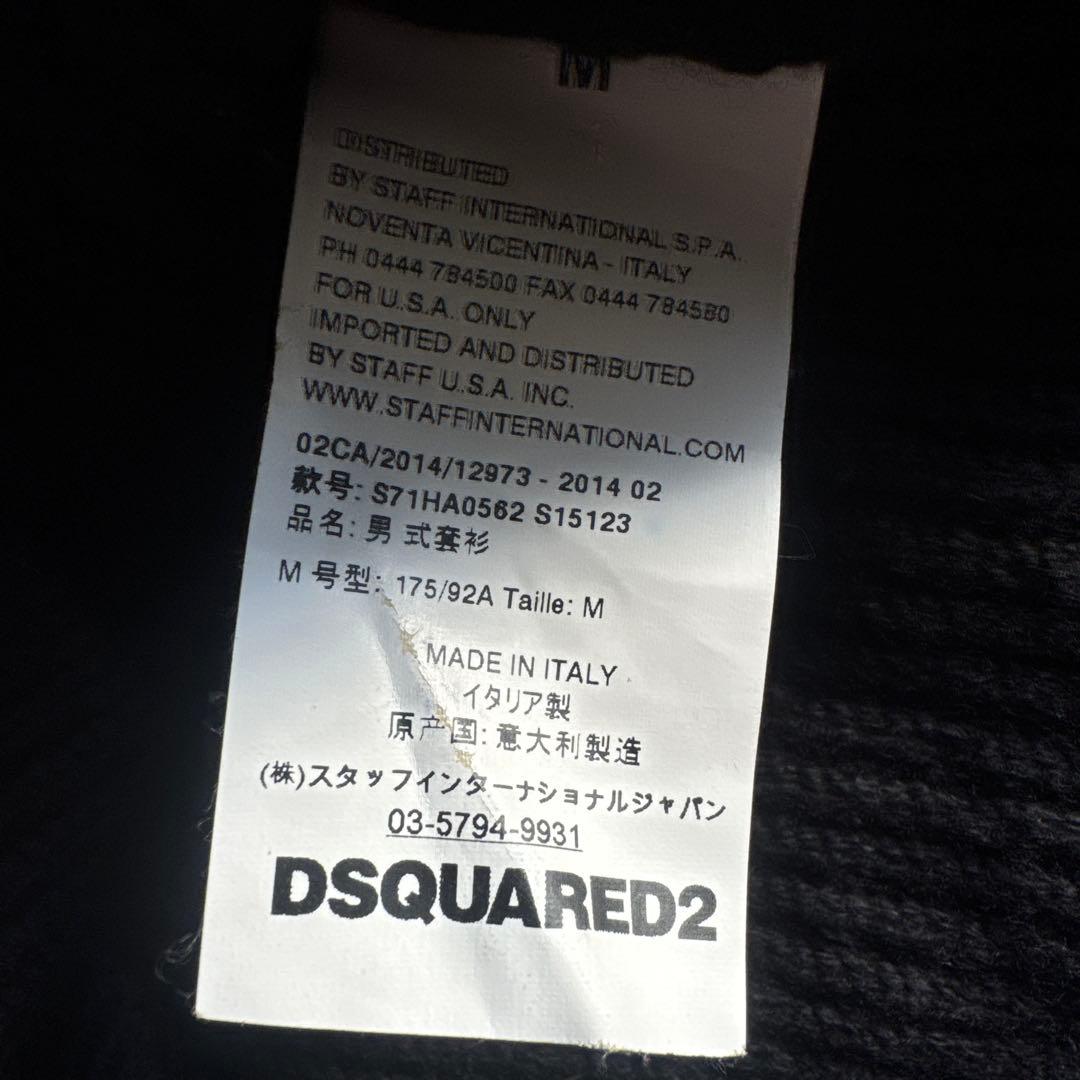 M
DISTRIBUTED
BY STAFF INTERNATIONAL S.P.A.
NOVENTA VICENTINA - ITALY
PH 0444 784500 FAX 0444 784580
FOR U.S.A. ONLY
IMPORTED AND DISTRIBUTED
BY STAFF U.S.A. INC.
WWW.STAFFINTERNATIONAL.COM
02CA/2014/12973 - 2014 02
款号: S71HA0562 S15123
品名: 男 式套衫
M 号型: 175/92A Taille: M
MADE IN ITALY
イタリア製
原产国: 意大利製造
(株)スタッフインターナショナルジャパン
03-5794-9931
DSQUARED2